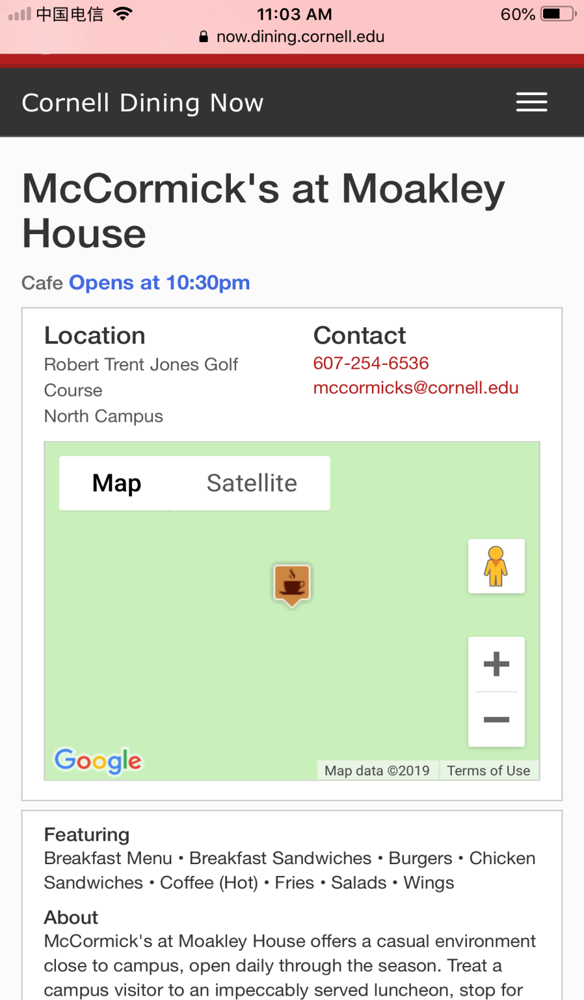 中国电信 11:03 AM 60%
now.dining.cornell.edu
Cornell Dining Now
McCormick's at Moakley
House
Cafe Opens at 10:30pm
Location
Robert Trent Jones Golf
Course
North Campus
Contact
607-254-6536
mccormicks@cornell.edu
Map Satellite
Google
Map data ©2019 Terms of Use
Featuring
Breakfast Menu • Breakfast Sandwiches • Burgers • Chicken
Sandwiches • Coffee (Hot) • Fries • Salads • Wings
About
McCormick's at Moakley House offers a casual environment
close to campus, open daily through the season. Treat a
campus visitor to an impeccably served luncheon, stop for